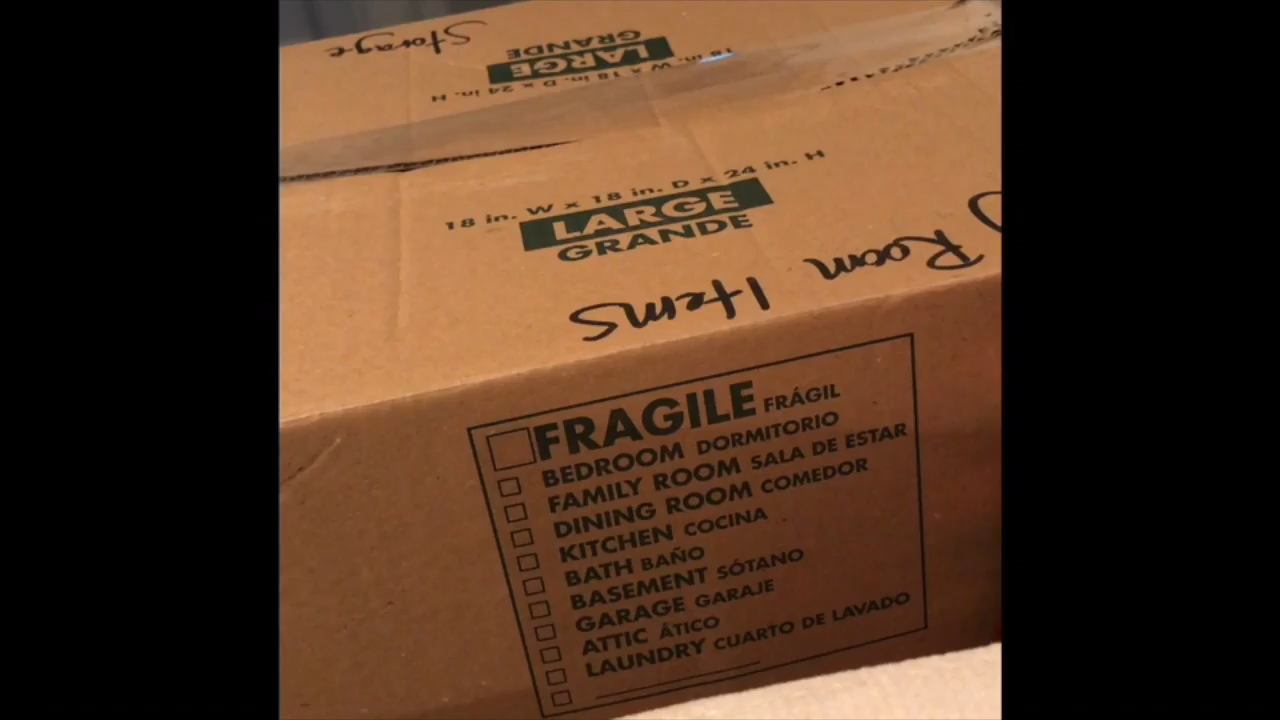 Storage
GRANDE
LARGE
18 in. W x 18 in. D x 24 in. H
18 in. W x 18 in. D x 24 in. H
LARGE
GRANDE
Room Items
FRAGILE FRÁGIL
BEDROOM DORMITORIO
FAMILY ROOM SALA DE ESTAR
DINING ROOM COMEDOR
KITCHEN COCINA
BATH BAÑO
BASEMENT SÓTANO
GARAGE GARAJE
ATTIC ÁTICO
LAUNDRY CUARTO DE LAVADO